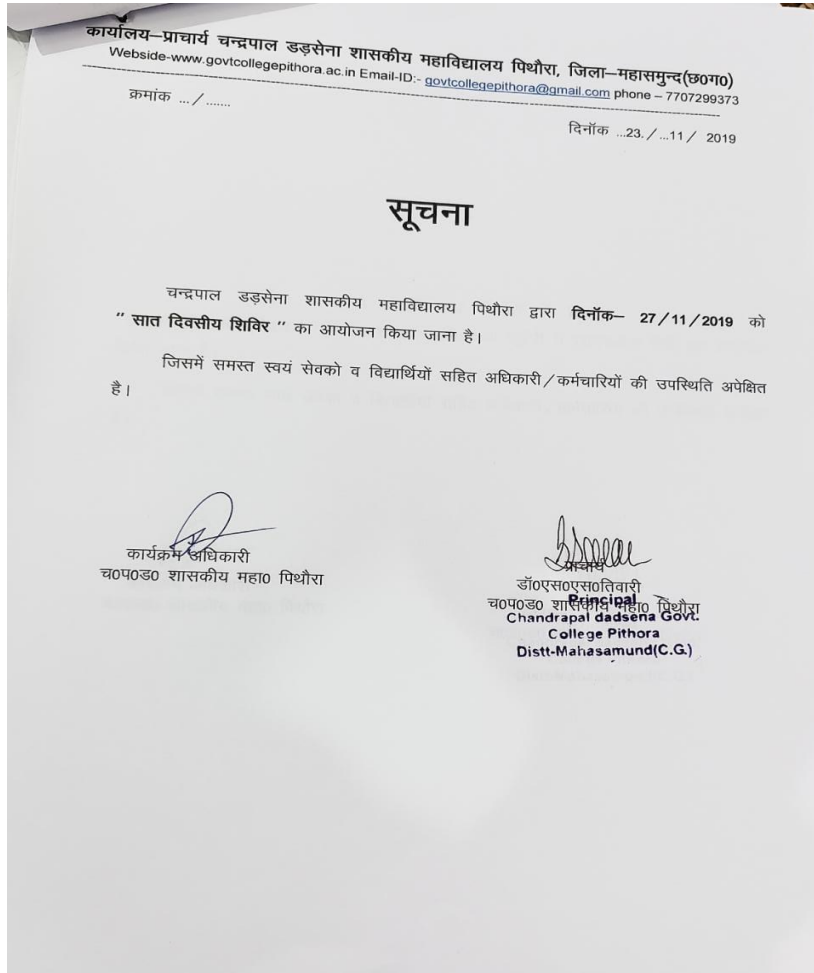 कार्यालय–प्राचार्य चन्द्रपाल डड़सेना शासकीय महाविद्यालय पिथौरा, जिला–महासमुन्द(छ0ग0)
Webside-www.govtcollegepithora.ac.in Email-ID:- govtcollegepithora@gmail.com phone – 7707299373
क्रमांक .../.......
दिनॉक ...23./...11/ 2019
सूचना
चन्द्रपाल डड़सेना शासकीय महाविद्यालय पिथौरा द्वारा दिनॉक– 27/11/2019 को
" सात दिवसीय शिविर " का आयोजन किया जाना है।
जिसमें समस्त स्वयं सेवको व विद्यार्थियों सहित अधिकारी/कर्मचारियों की उपस्थिति अपेक्षित
है।
कार्यक्रम अधिकारी
च0प0ड0 शासकीय महा0 पिथौरा
प्राचार्य
डॉ0एस0एस0तिवारी
च0प0ड0 शासकीय महा0 पिथौरा
Principal
Chandrapal dadsena Govt.
College Pithora
Distt-Mahasamund(C.G.)